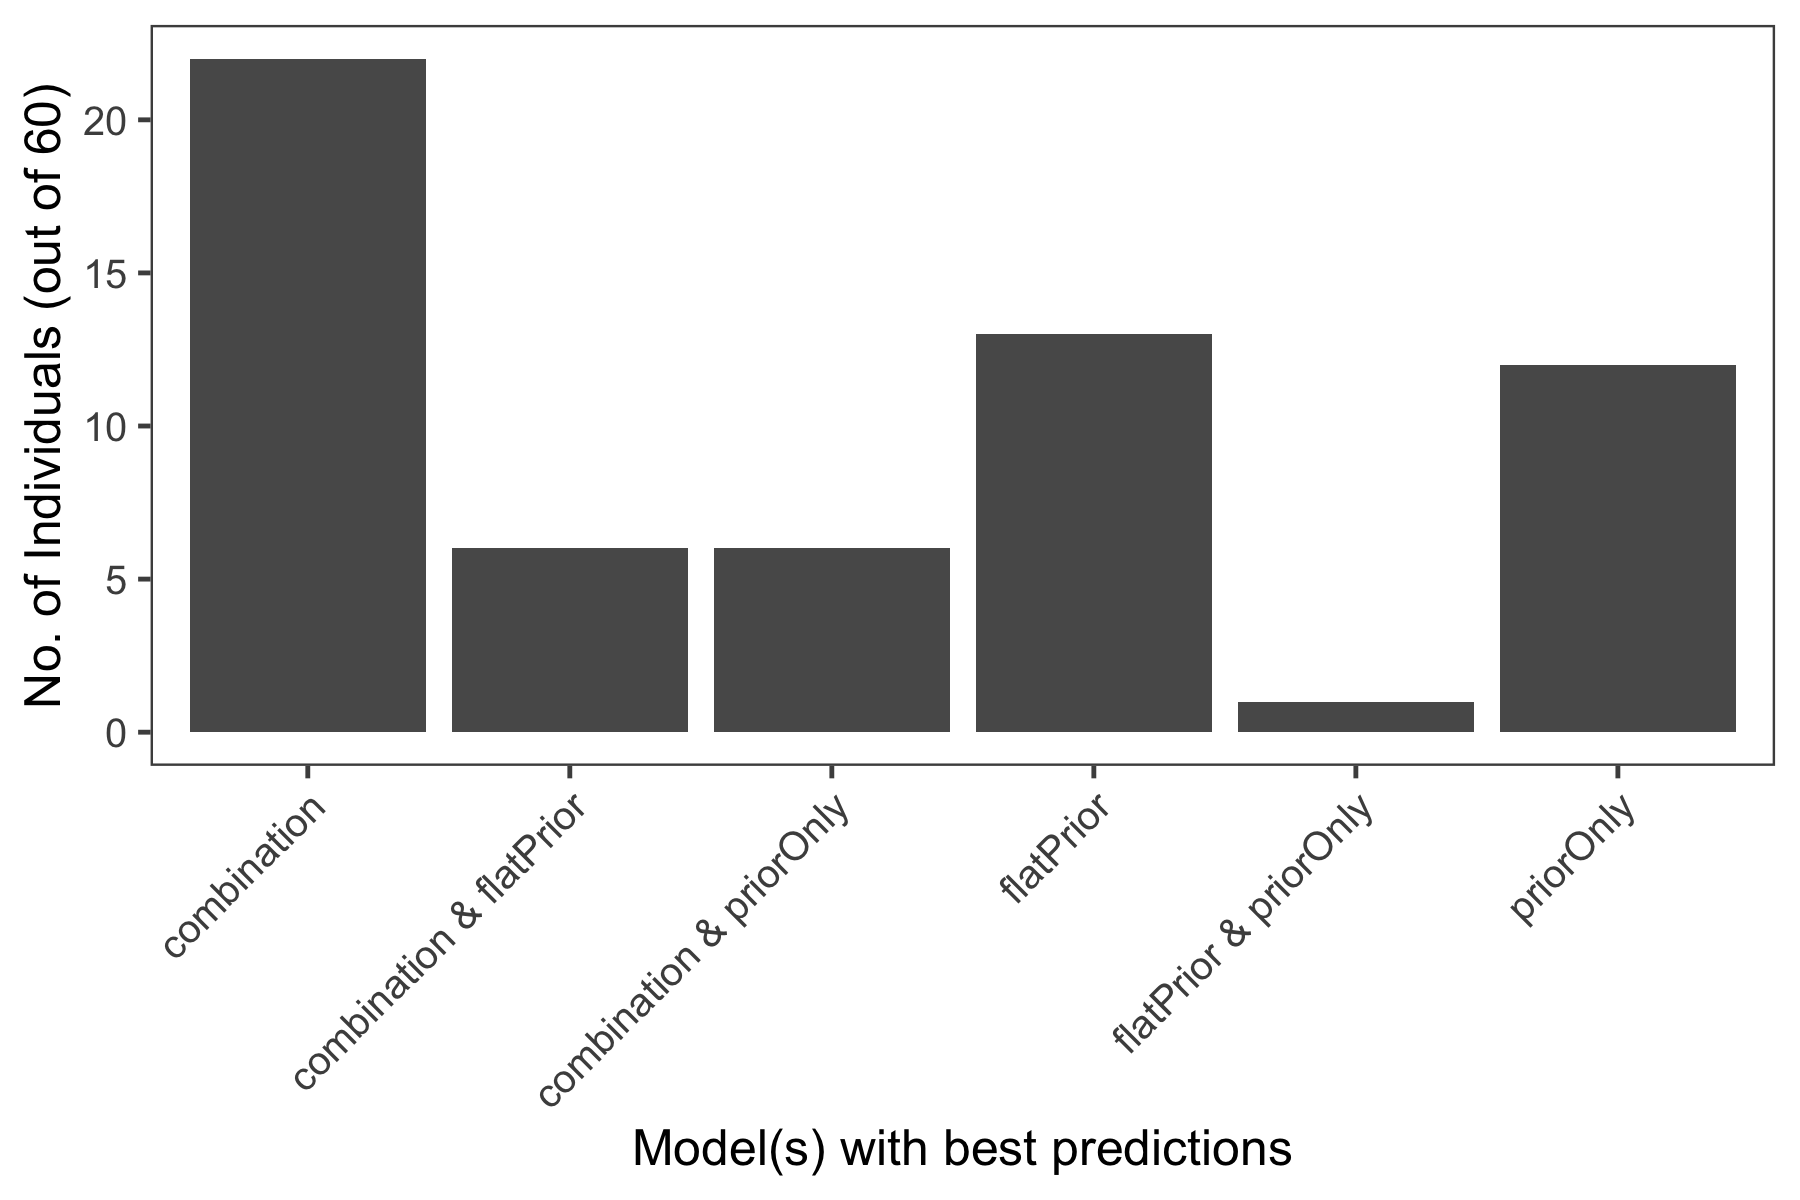 No. of Individuals (out of 60)
20
15
10
5
0
combination
combination & flatPrior
combination & priorOnly
flatPrior
flatPrior & priorOnly
priorOnly
Model(s) with best predictions